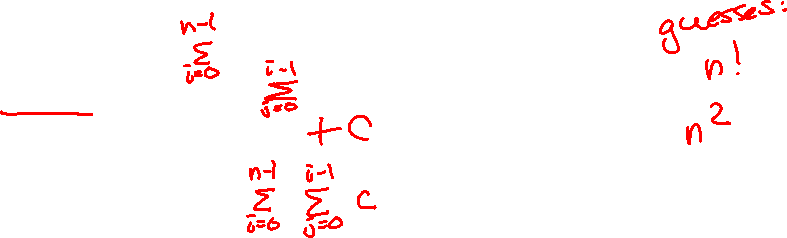 n-1
∑
i=0
i-1
∑
j=0
+ C
n-1 i-1
∑ ∑ C
i=0 j=0
guesses:
n!
n²